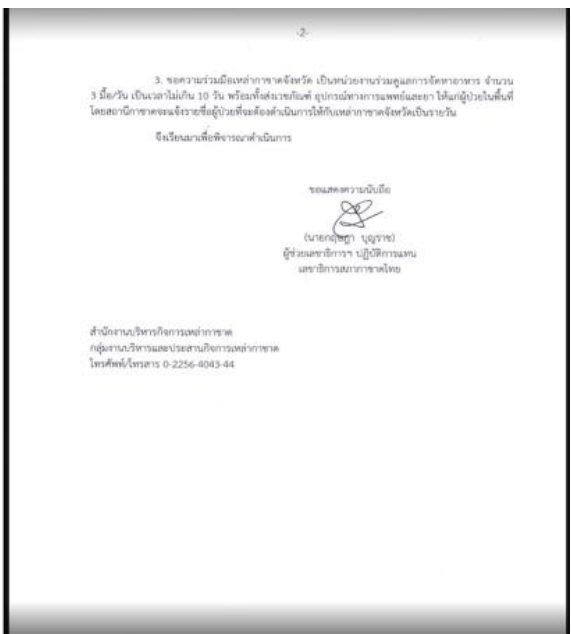 -2-
3. ขอความร่วมมือเหล่ากาชาดจังหวัด เป็นหน่วยงานร่วมดูแลการจัดหาอาหาร จำนวน
3 มื้อ/วัน เป็นเวลาไม่เกิน 10 วัน พร้อมทั้งส่งเวชภัณฑ์ อุปกรณ์ทางการแพทย์และยา ให้แก่ผู้ป่วยในพื้นที่
โดยสถานีกาชาดจะแจ้งรายชื่อผู้ป่วยที่จะต้องดำเนินการให้กับเหล่ากาชาดจังหวัดเป็นรายวัน
จึงเรียนมาเพื่อพิจารณาดำเนินการ
ขอแสดงความนับถือ
(นายกฤษฎา บุญราช)
ผู้ช่วยเลขาธิการฯ ปฏิบัติการแทน
เลขาธิการสภากาชาดไทย
สำนักงานบริหารกิจการเหล่ากาชาด
กลุ่มงานบริหารและประสานกิจการเหล่ากาชาด
โทรศัพท์/โทรสาร 0-2256-4043-44